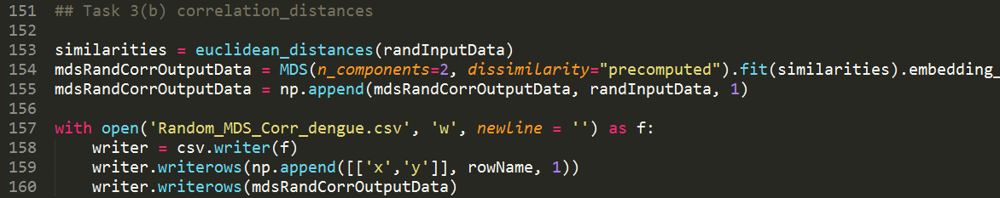 151 ## Task 3(b) correlation_distances
152
153 similarities = euclidean_distances(randInputData)
154 mdsRandCorrOutputData = MDS(n_components=2, dissimilarity="precomputed").fit(similarities).embedding_
155 mdsRandCorrOutputData = np.append(mdsRandCorrOutputData, randInputData, 1)
156
157 with open('Random_MDS_Corr_dengue.csv', 'w', newline = '') as f:
158     writer = csv.writer(f)
159     writer.writerows(np.append([['x','y']], rowName, 1))
160     writer.writerows(mdsRandCorrOutputData)